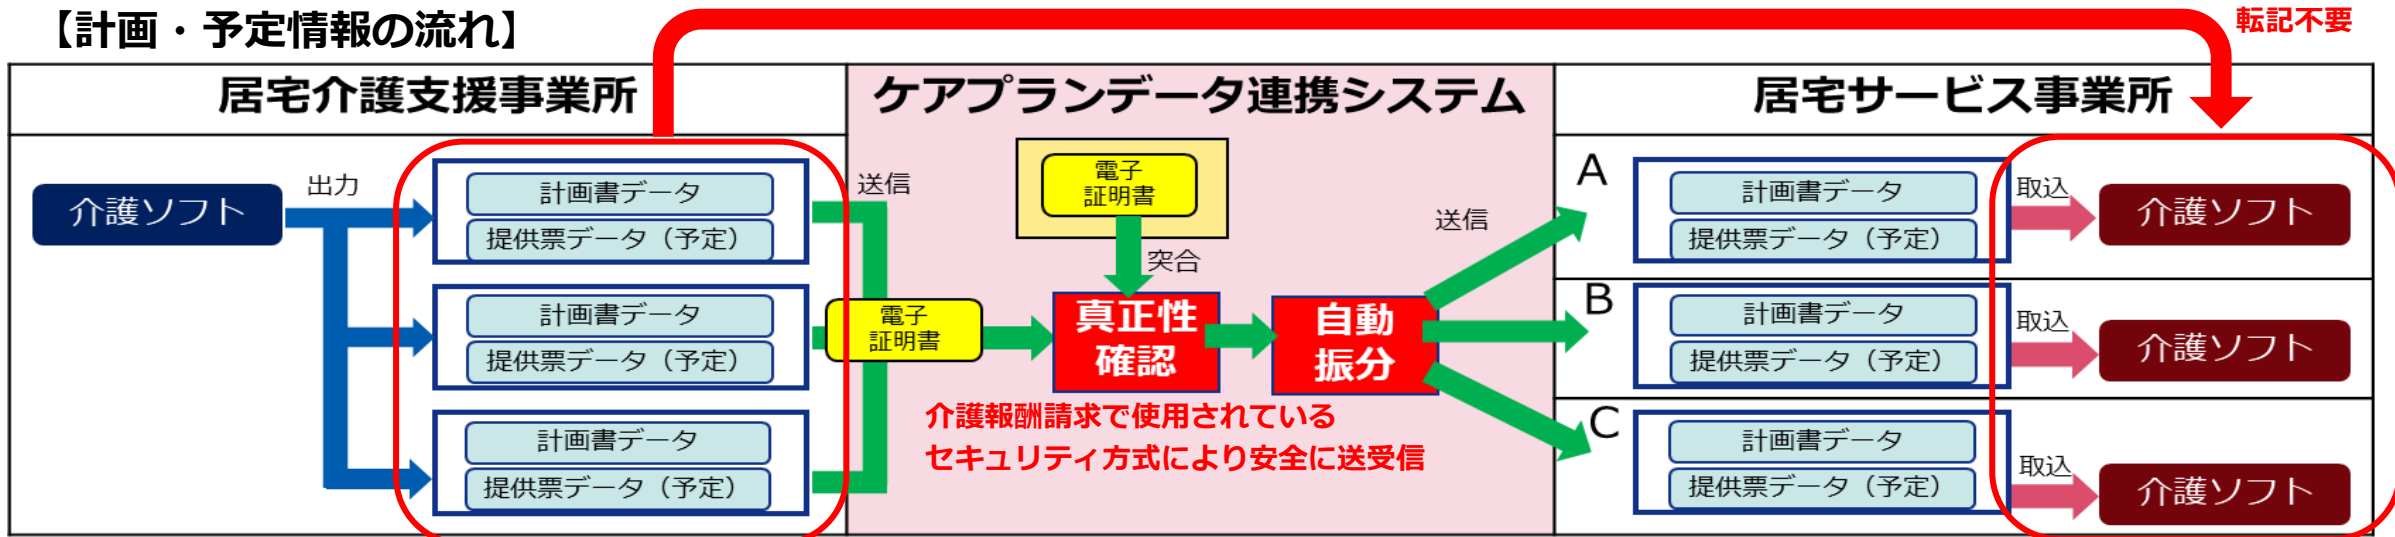 【計画・予定情報の流れ】
転記不要
居宅介護支援事業所
ケアプランデータ連携システム
居宅サービス事業所
介護ソフト
出力
計画書データ
提供票データ（予定）
計画書データ
提供票データ（予定）
計画書データ
提供票データ（予定）
送信
電子
証明書
電子
証明書
突合
真正性
確認
自動
振分
送信
介護報酬請求で使用されている
セキュリティ方式により安全に送受信
A
計画書データ
提供票データ（予定）
取込
介護ソフト
B
計画書データ
提供票データ（予定）
取込
介護ソフト
C
計画書データ
提供票データ（予定）
取込
介護ソフト